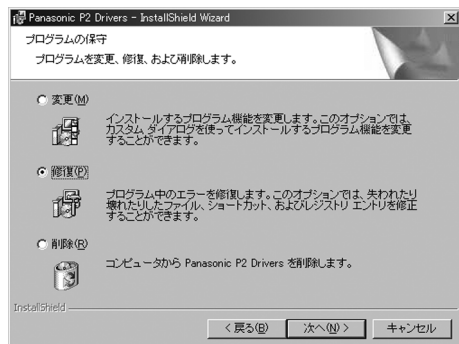 Panasonic P2 Drivers - InstallShield Wizard
プログラムの保守
プログラムを変更、修復、および削除します。
変更(M)
インストールするプログラム機能を変更します。このオプションでは、
カスタム ダイアログを使ってインストールするプログラム機能を変更
することができます。
修復(P)
プログラム中のエラーを修復します。このオプションでは、失われたり
壊れたりしたファイル、ショートカット、およびレジストリ エントリを修正
することができます。
削除(R)
コンピュータから Panasonic P2 Drivers を削除します。
InstallShield
< 戻る(B) 次へ(N) > キャンセル